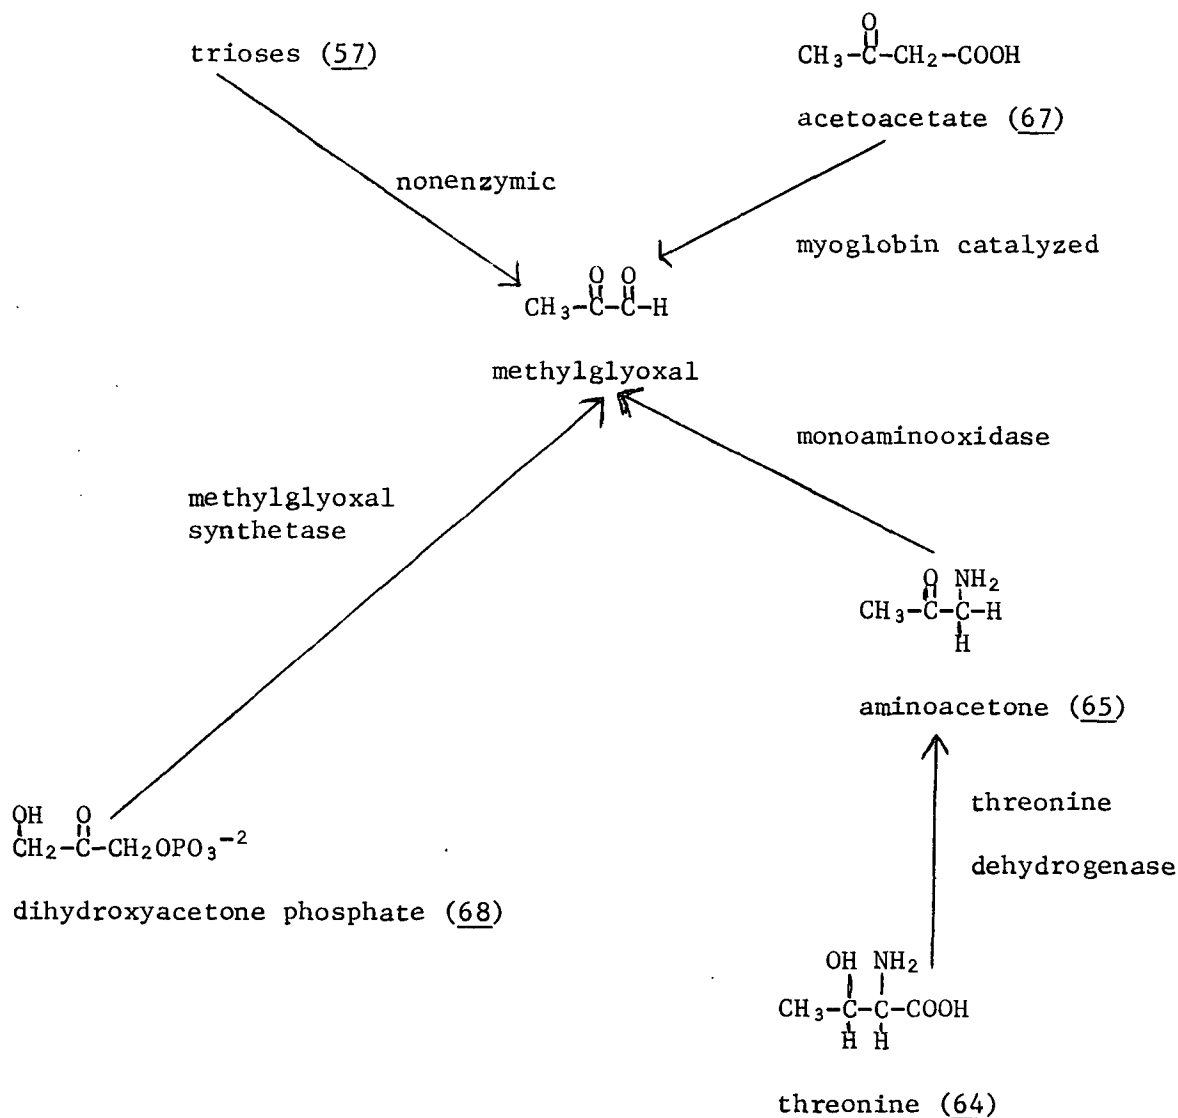 trioses (57)
O
CH₃-C-CH₂-COOH
acetoacetate (67)
nonenzymic
myoglobin catalyzed
O O
CH₃-C-C-H
methylglyoxal
monoaminooxidase
methylglyoxal
synthetase
O NH₂
CH₃-C-C-H
H
aminoacetone (65)
threonine
dehydrogenase
OH O
CH₂-C-CH₂OPO₃⁻²
dihydroxyacetone phosphate (68)
OH NH₂
CH₃-C-C-COOH
H H
threonine (64)